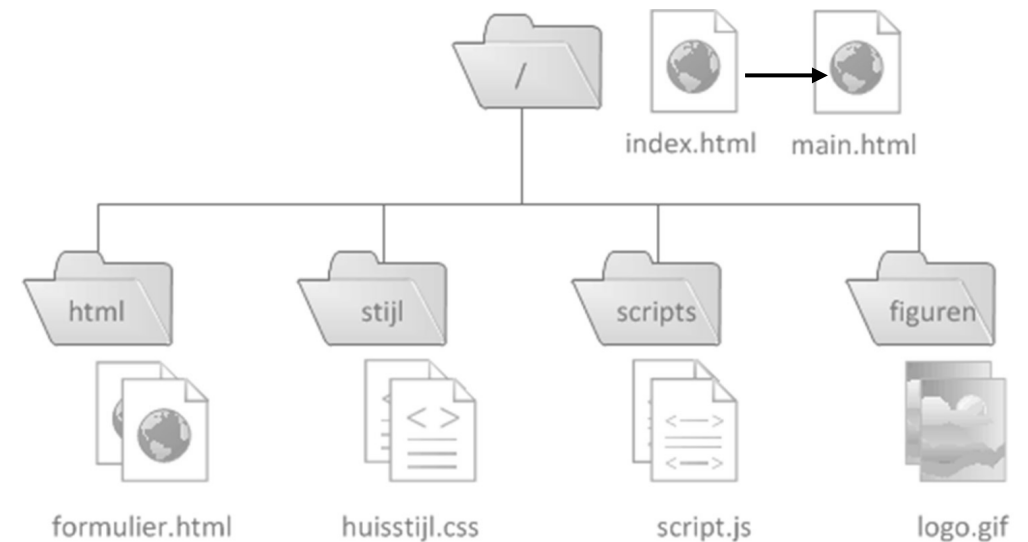 /
index.html
main.html
html
stijl
scripts
figuren
formulier.html
huisstijl.css
script.js
logo.gif